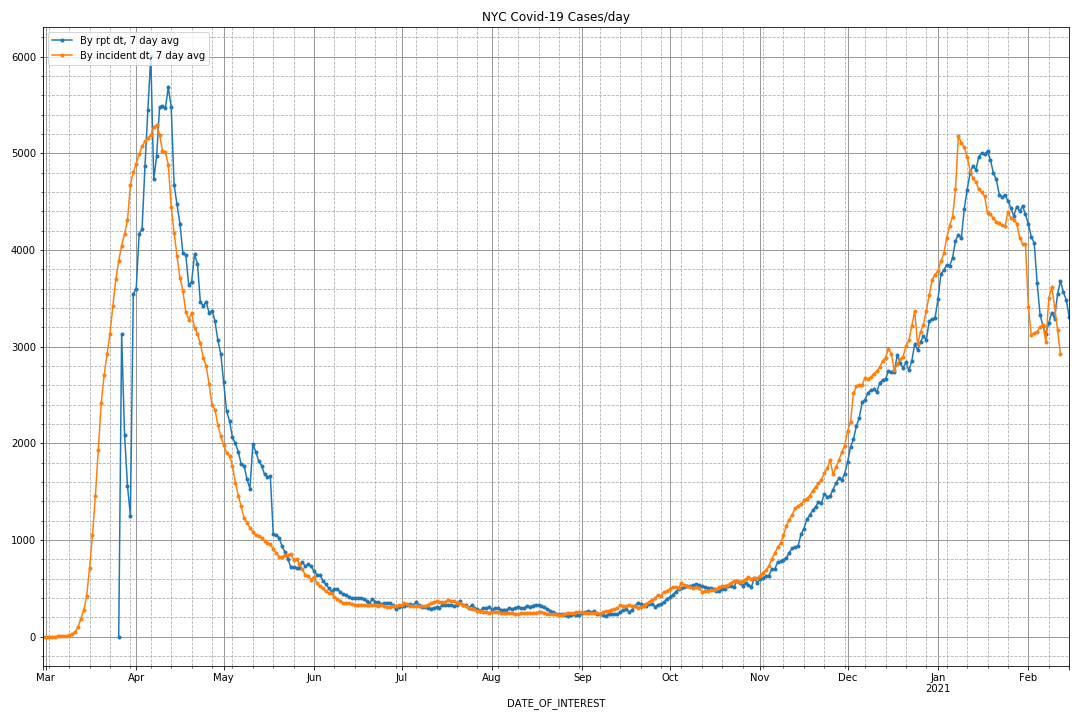 NYC Covid-19 Cases/day
By rpt dt, 7 day avg
By incident dt, 7 day avg
6000
5000
4000
3000
2000
1000
0
Mar Apr May Jun Jul Aug Sep Oct Nov Dec Jan Feb
2021
DATE_OF_INTEREST